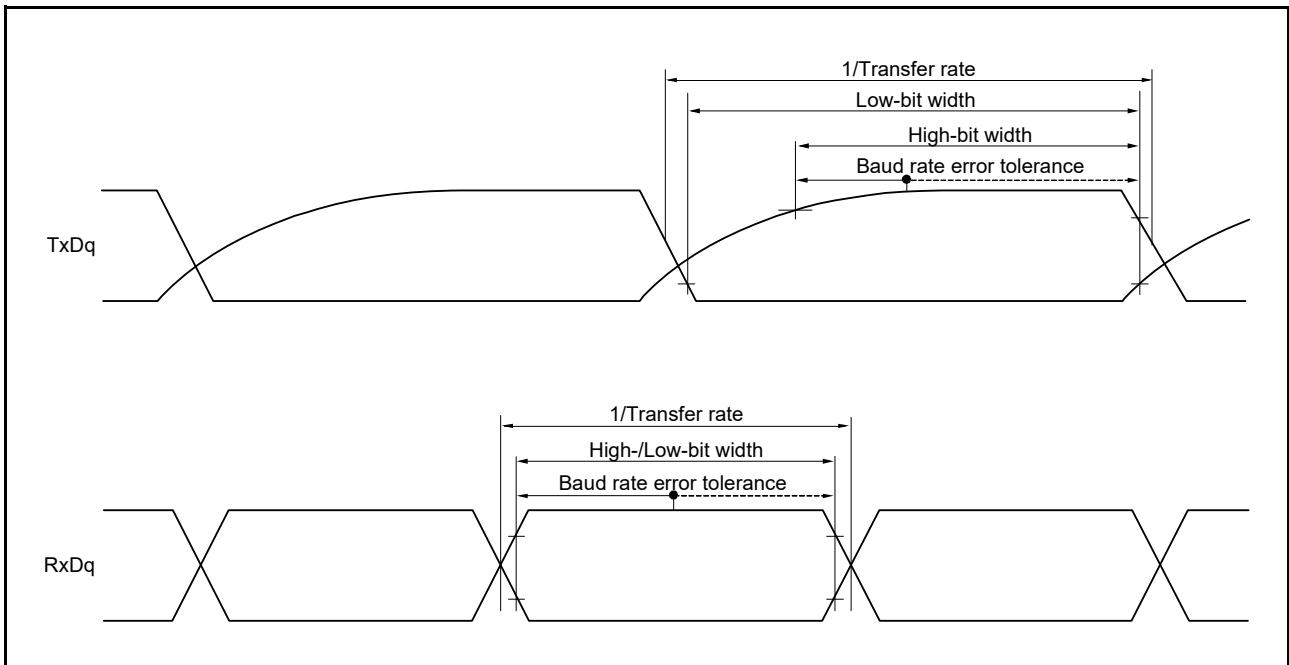 1/Transfer rate
Low-bit width
High-bit width
Baud rate error tolerance
TxDq
1/Transfer rate
High-/Low-bit width
Baud rate error tolerance
RxDq